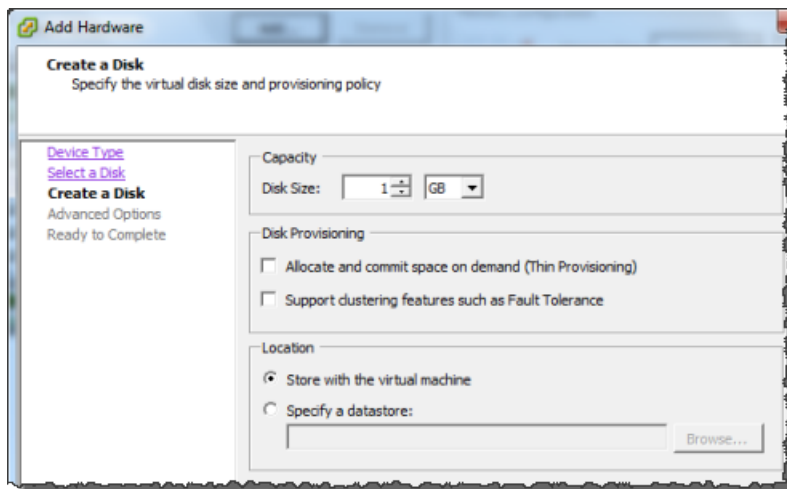 Add Hardware
Create a Disk
Specify the virtual disk size and provisioning policy
Device Type
Select a Disk
Create a Disk
Advanced Options
Ready to Complete
Capacity
Disk Size: 1 GB
Disk Provisioning
Allocate and commit space on demand (Thin Provisioning)
Support clustering features such as Fault Tolerance
Location
Store with the virtual machine
Specify a datastore:
Browse...